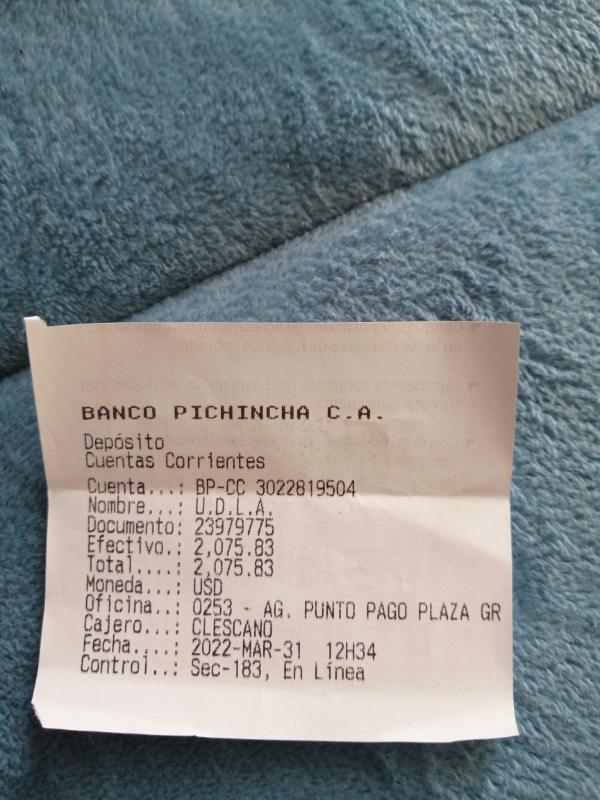 BANCO PICHINCHA C.A.
Depósito
Cuentas Corrientes
Cuenta...: BP-CC 3022819504
Nombre...: U.D.L.A.
Documento: 23979775
Efectivo.: 2,075.83
Total....: 2,075.83
Moneda...: USD
Oficina..: 0253 - AG. PUNTO PAGO PLAZA GR
Cajero...: CLESCANO
Fecha....: 2022-MAR-31 12H34
Control..: Sec-183, En Línea